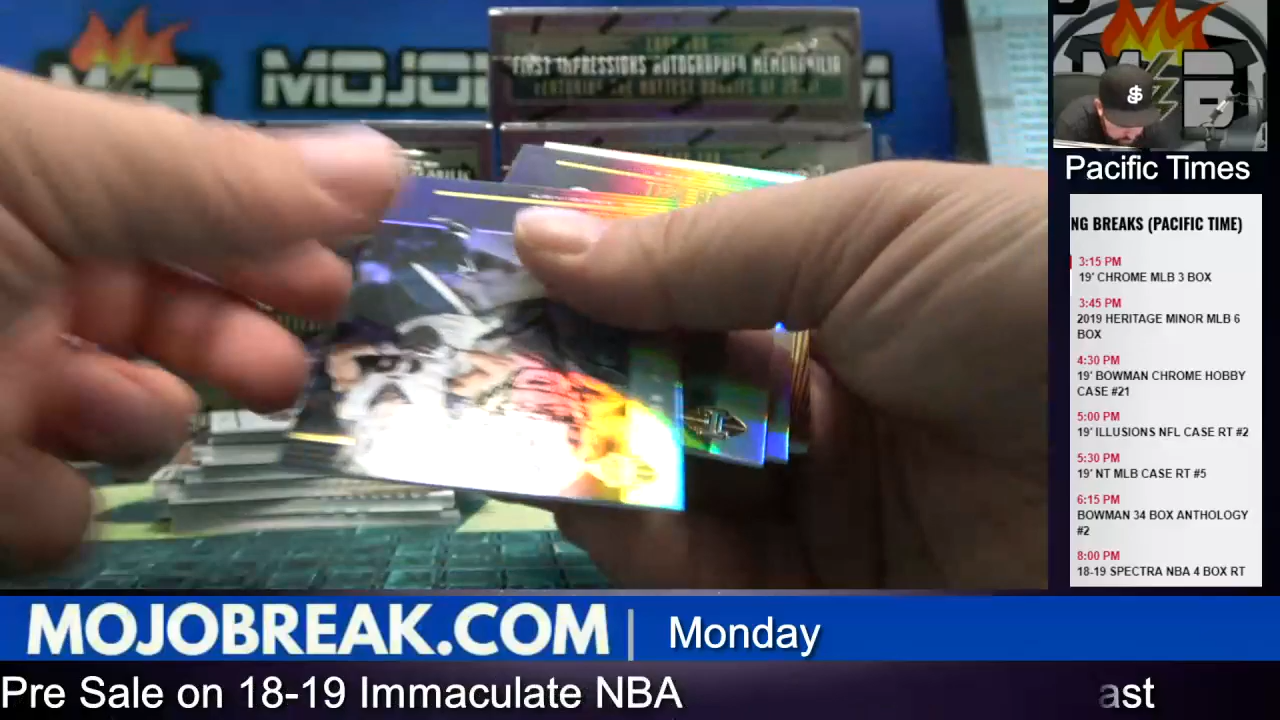 MOJO
FIRST IMPRESSIONS AUTOGRAPHED MEMORABILIA
Pacific Times
NG BREAKS (PACIFIC TIME)
3:15 PM
19' CHROME MLB 3 BOX
3:45 PM
2019 HERITAGE MINOR MLB 6
BOX
4:30 PM
19' BOWMAN CHROME HOBBY
CASE #21
5:00 PM
19' ILLUSIONS NFL CASE RT #2
5:30 PM
19' NT MLB CASE RT #5
6:15 PM
BOWMAN 34 BOX ANTHOLOGY
#2
8:00 PM
18-19 SPECTRA NBA 4 BOX RT
MOJOBREAK.COM | Monday
Pre Sale on 18-19 Immaculate NBA
ast